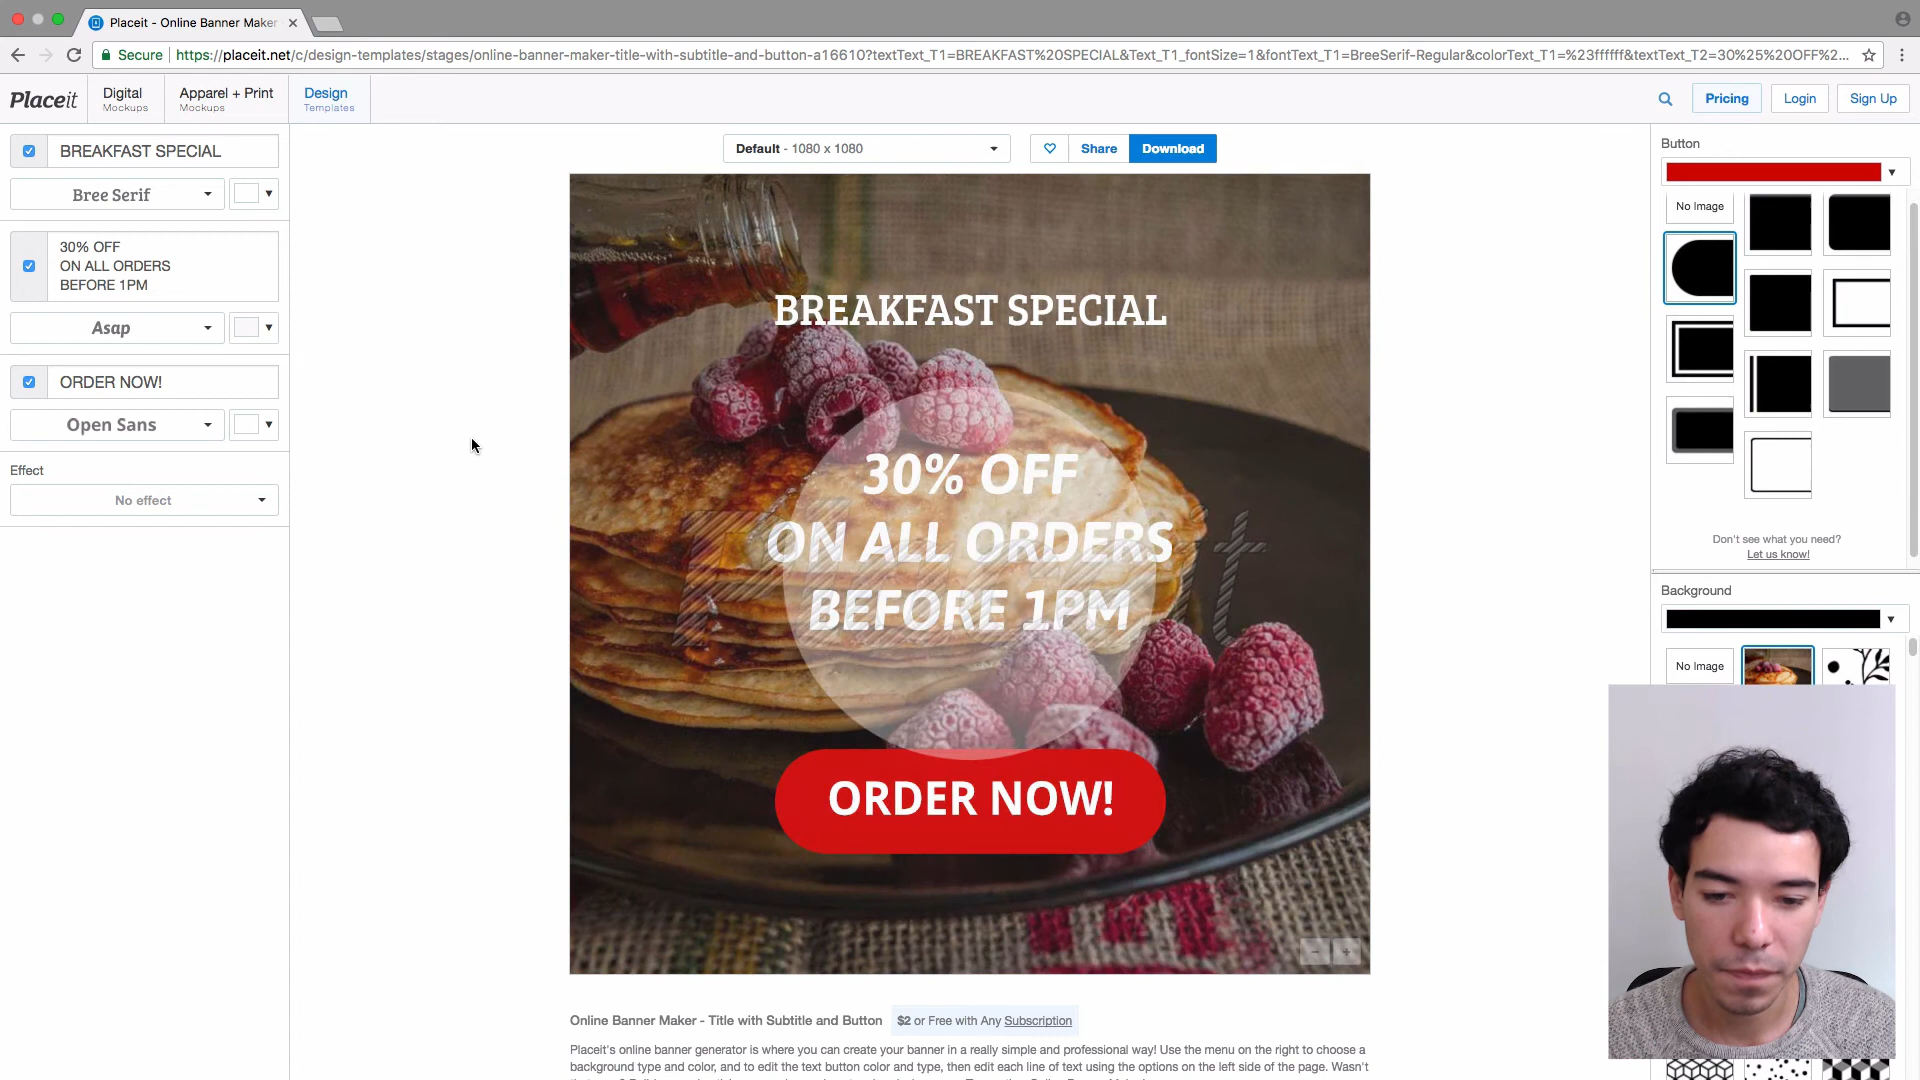 Placeit - Online Banner Maker
Secure
https://placeit.net/c/design-templates/stages/online-banner-maker-title-with-subtitle-and-button-a16610?textText_T1=BREAKFAST%20SPECIAL&Text_T1_fontSize=1&fontText_T1=BreeSerif-Regular&colorText_T1=%23ffffff&textText_T2=30%25%20OFF%2...
Placeit
Digital
Mockups
Apparel + Print
Mockups
Design
Templates
Pricing
Login
Sign Up
BREAKFAST SPECIAL
Bree Serif
30% OFF
ON ALL ORDERS
BEFORE 1PM
Asap
ORDER NOW!
Open Sans
Effect
No effect
Default - 1080 x 1080
Share
Download
BREAKFAST SPECIAL
30% OFF
ON ALL ORDERS
BEFORE 1PM
Placeit
ORDER NOW!
Online Banner Maker - Title with Subtitle and Button
$2 or Free with Any Subscription
Placeit's online banner generator is where you can create your banner in a really simple and professional way! Use the menu on the right to choose a
background type and color, and to edit the text button color and type, then edit each line of text using the options on the left side of the page. Wasn't
Button
No Image
Don't see what you need?
Let us know!
Background
No Image